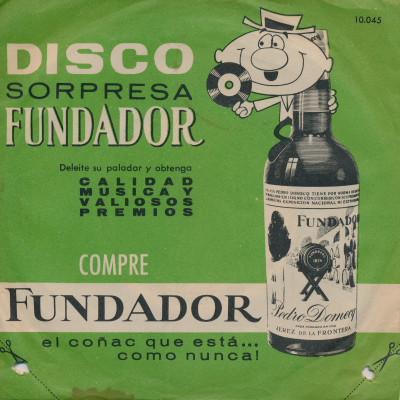 10.045
DISCO
SORPRESA
FUNDADOR
Deleite su paladar y obtenga
CALIDAD
MUSICA Y
VALIOSOS
PREMIOS
COMPRE
FUNDADOR
el coñac que está...
como nunca!
FUNDADOR
Pedro Domecq
JEREZ DE LA FRONTERA